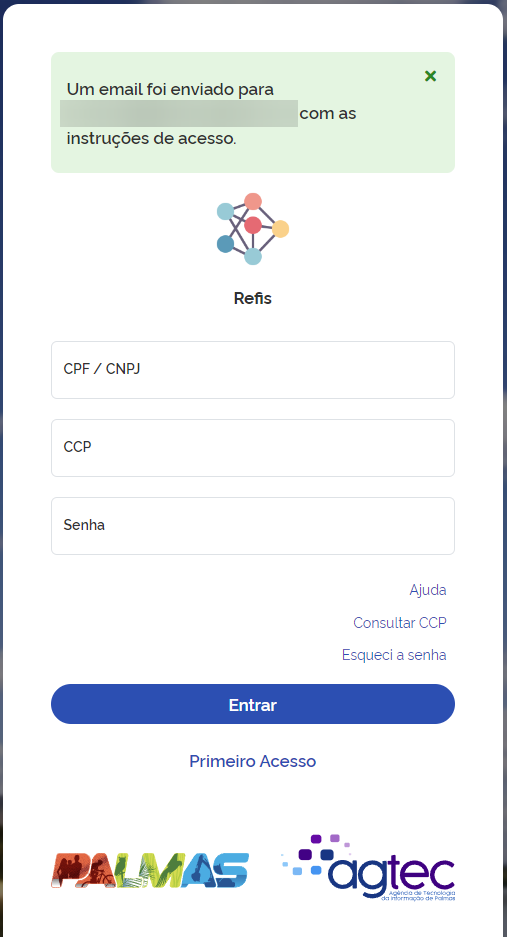 Um email foi enviado para
com as
instruções de acesso.
Refis
CPF / CNPJ
CCP
Senha
Ajuda
Consultar CCP
Esqueci a senha
Entrar
Primeiro Acesso
PALMAS
agtec
Agência de Tecnologia
da Informação de Palmas